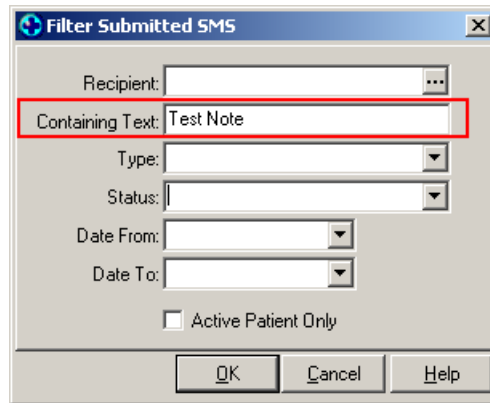 Filter Submitted SMS
Recipient:
Containing Text: Test Note
Type:
Status:
Date From:
Date To:
Active Patient Only
OK Cancel Help